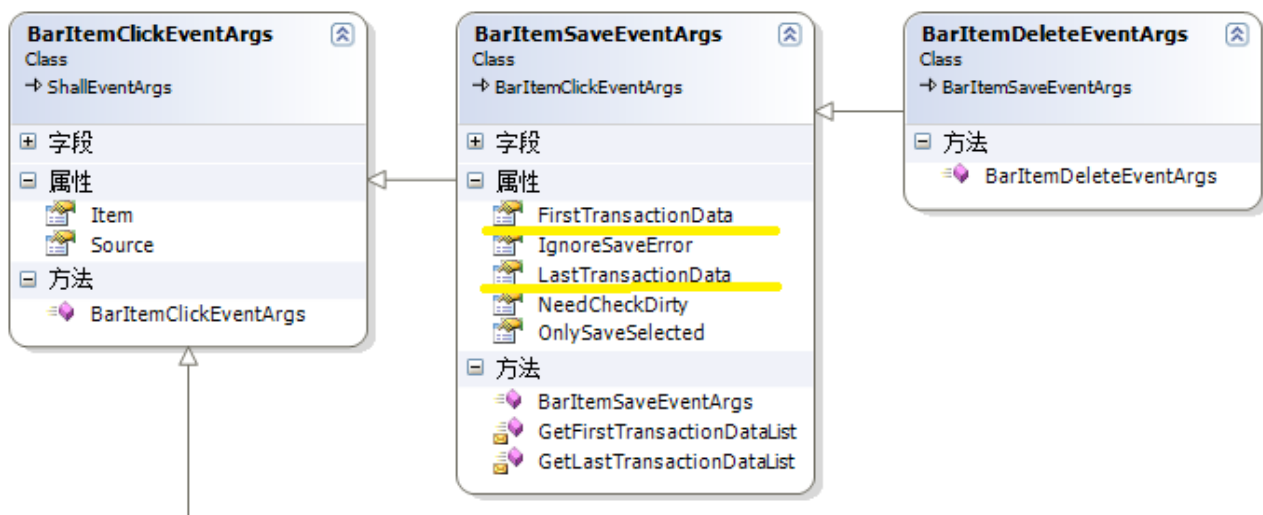 BarItemClickEventArgs
Class
ShallEventArgs
字段
属性
Item
Source
方法
BarItemClickEventArgs
BarItemSaveEventArgs
Class
BarItemClickEventArgs
字段
属性
FirstTransactionData
IgnoreSaveError
LastTransactionData
NeedCheckDirty
OnlySaveSelected
方法
BarItemSaveEventArgs
GetFirstTransactionDataList
GetLastTransactionDataList
BarItemDeleteEventArgs
Class
BarItemSaveEventArgs
方法
BarItemDeleteEventArgs